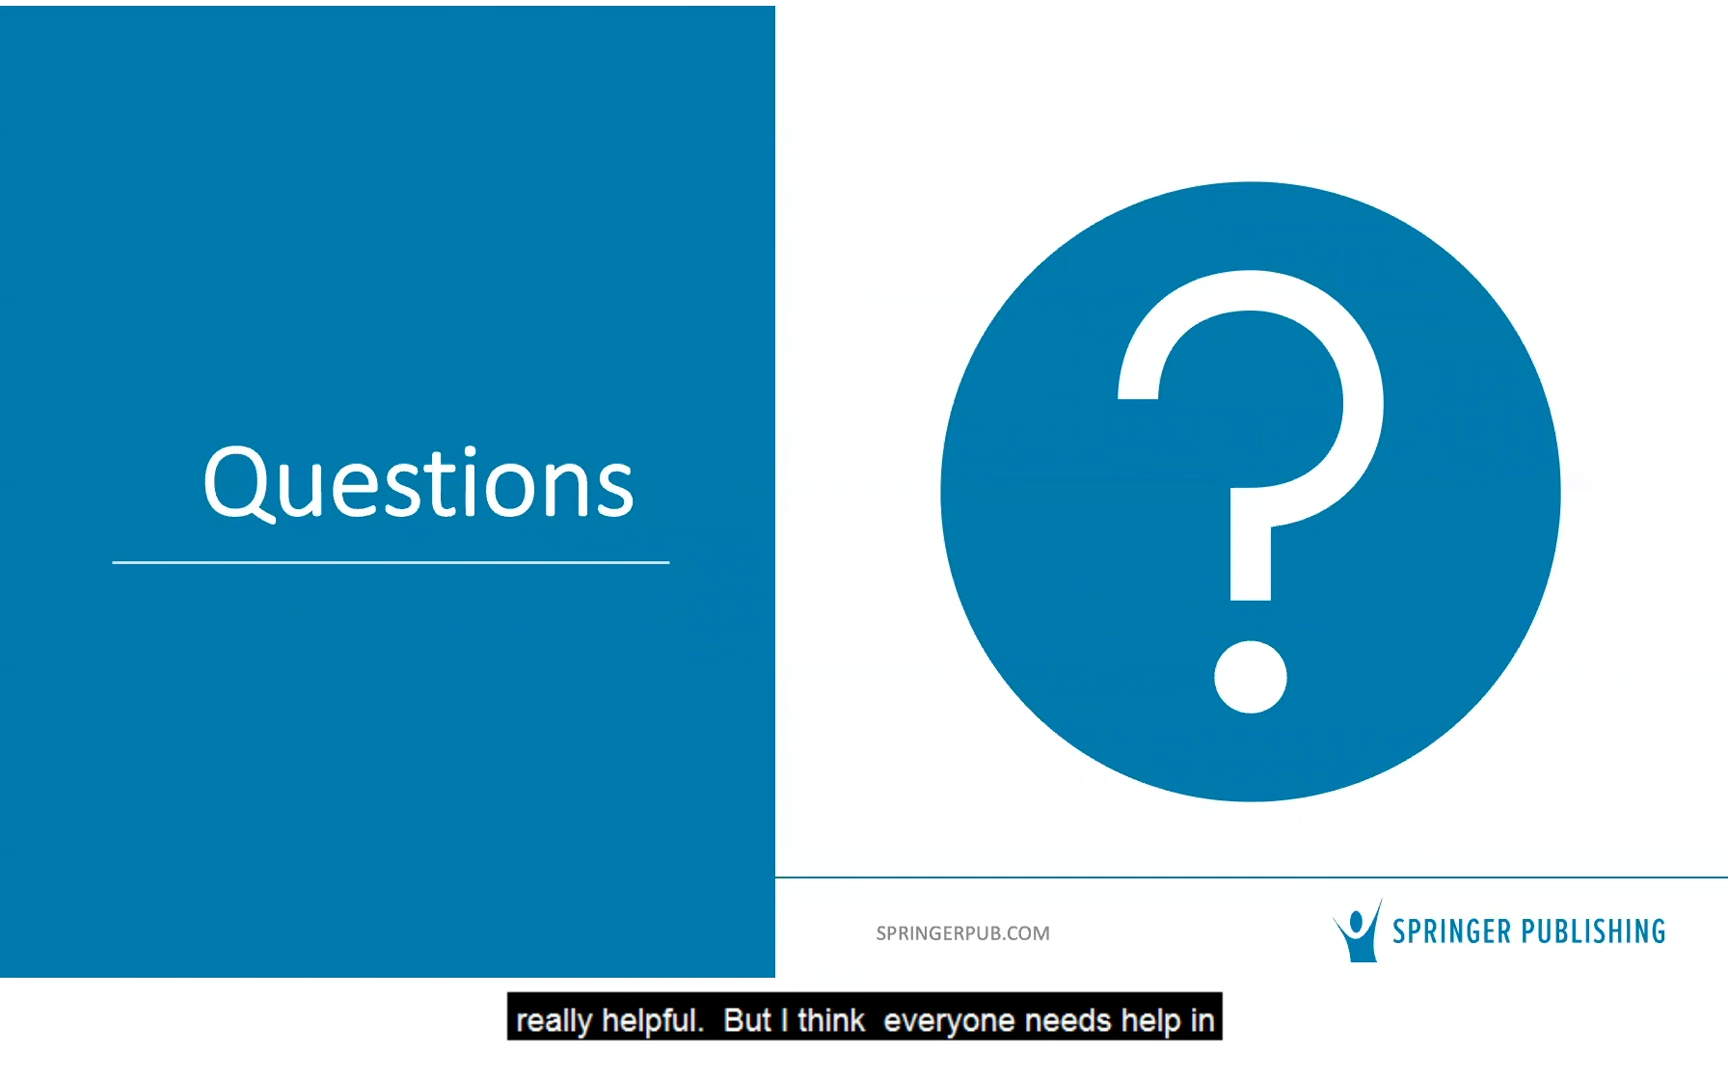 Questions
?
SPRINGERPUB.COM
SPRINGER PUBLISHING
really helpful.  But I think  everyone needs help in